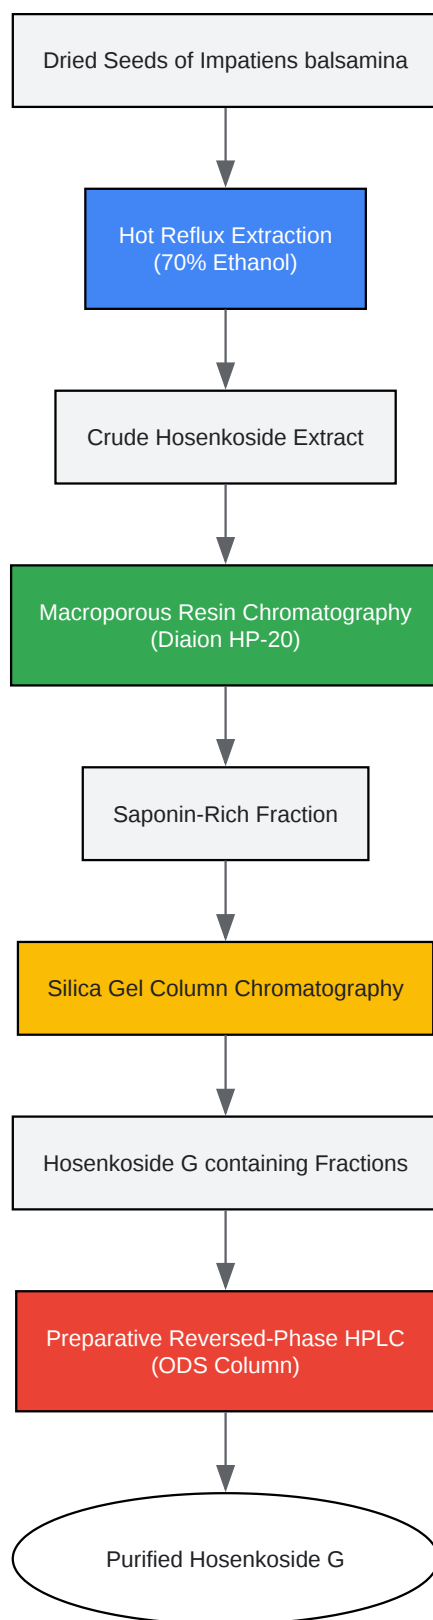 Dried Seeds of Impatiens balsamina
Hot Reflux Extraction
(70% Ethanol)
Crude Hosenkoside Extract
Macroporous Resin Chromatography
(Diaion HP-20)
Saponin-Rich Fraction
Silica Gel Column Chromatography
Hosenkoside G containing Fractions
Preparative Reversed-Phase HPLC
(ODS Column)
Purified Hosenkoside G